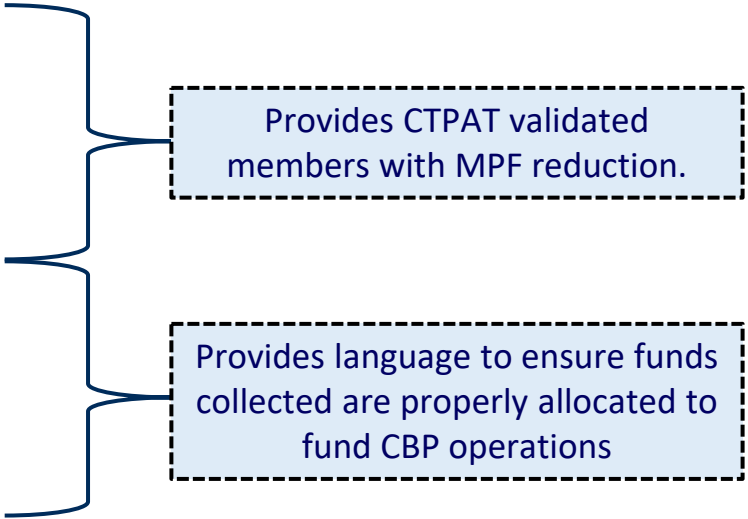 Provides CTPAT validated
members with MPF reduction.
Provides language to ensure funds
collected are properly allocated to
fund CBP operations